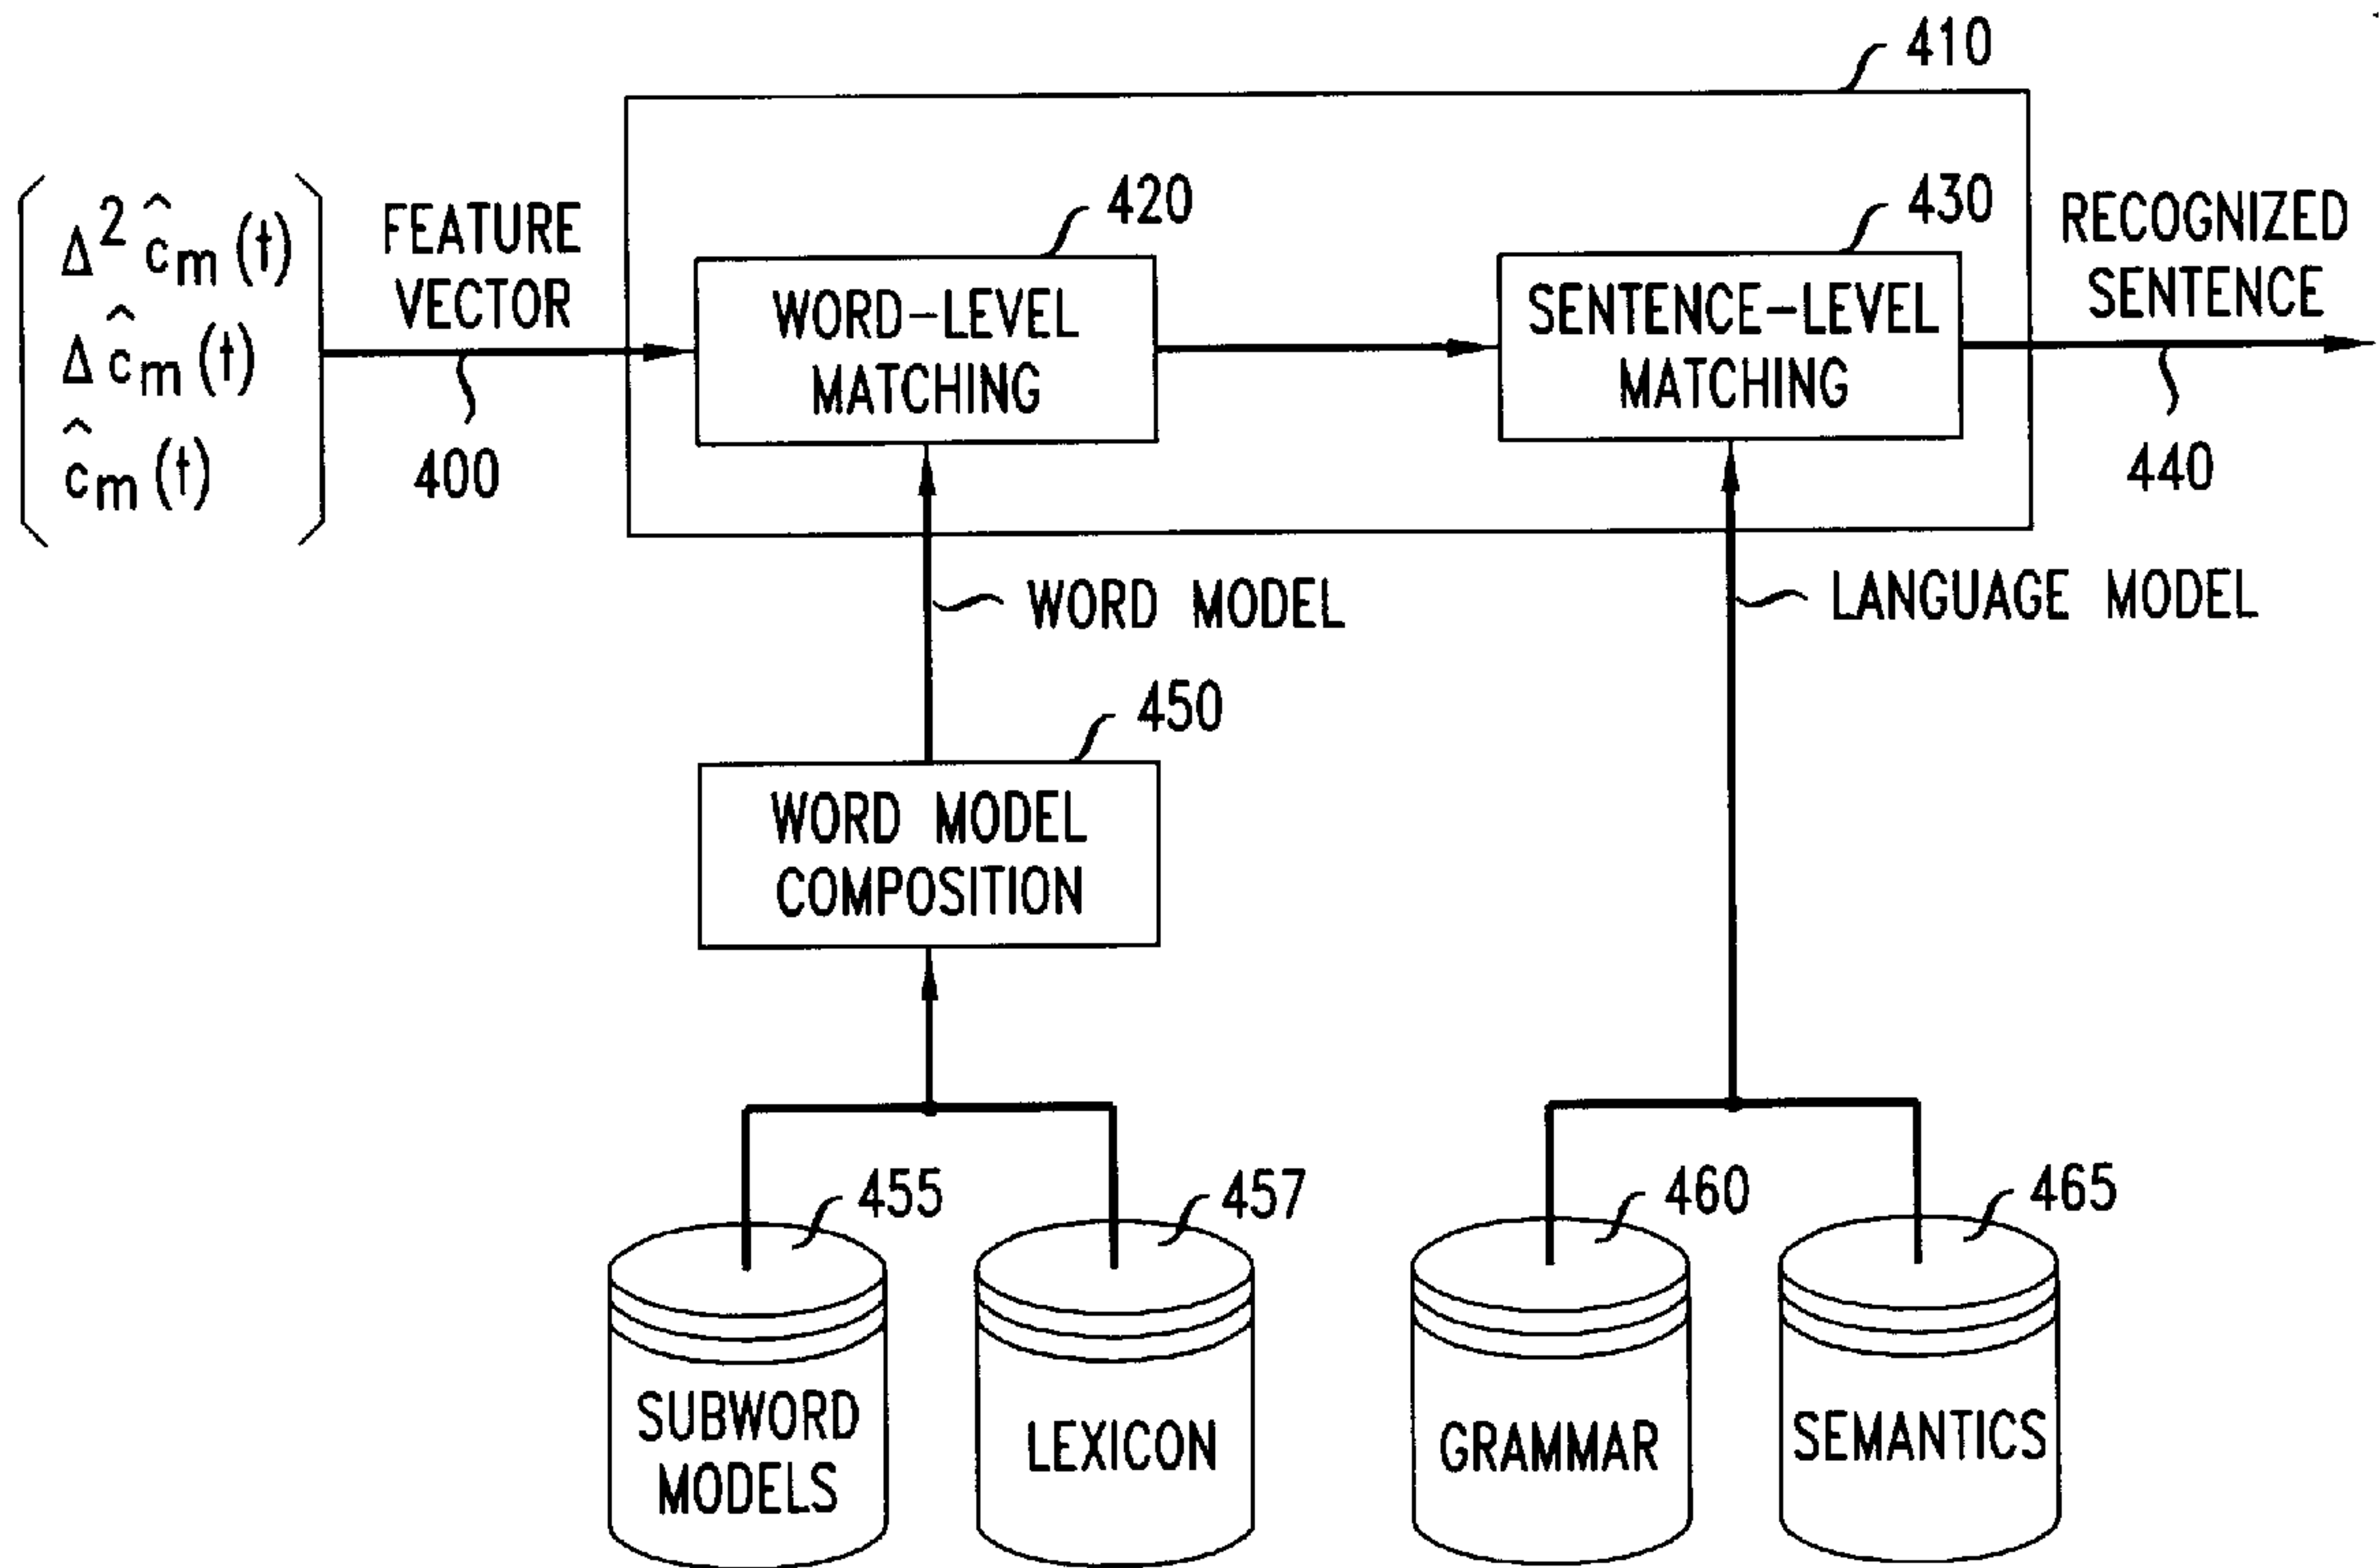 410
420
430
Δ² ĉm (t)
Δ ĉm (t)
ĉm (t)
FEATURE
VECTOR
400
WORD-LEVEL
MATCHING
SENTENCE-LEVEL
MATCHING
RECOGNIZED
SENTENCE
440
WORD MODEL
LANGUAGE MODEL
450
WORD MODEL
COMPOSITION
455
457
460
465
SUBWORD
MODELS
LEXICON
GRAMMAR
SEMANTICS